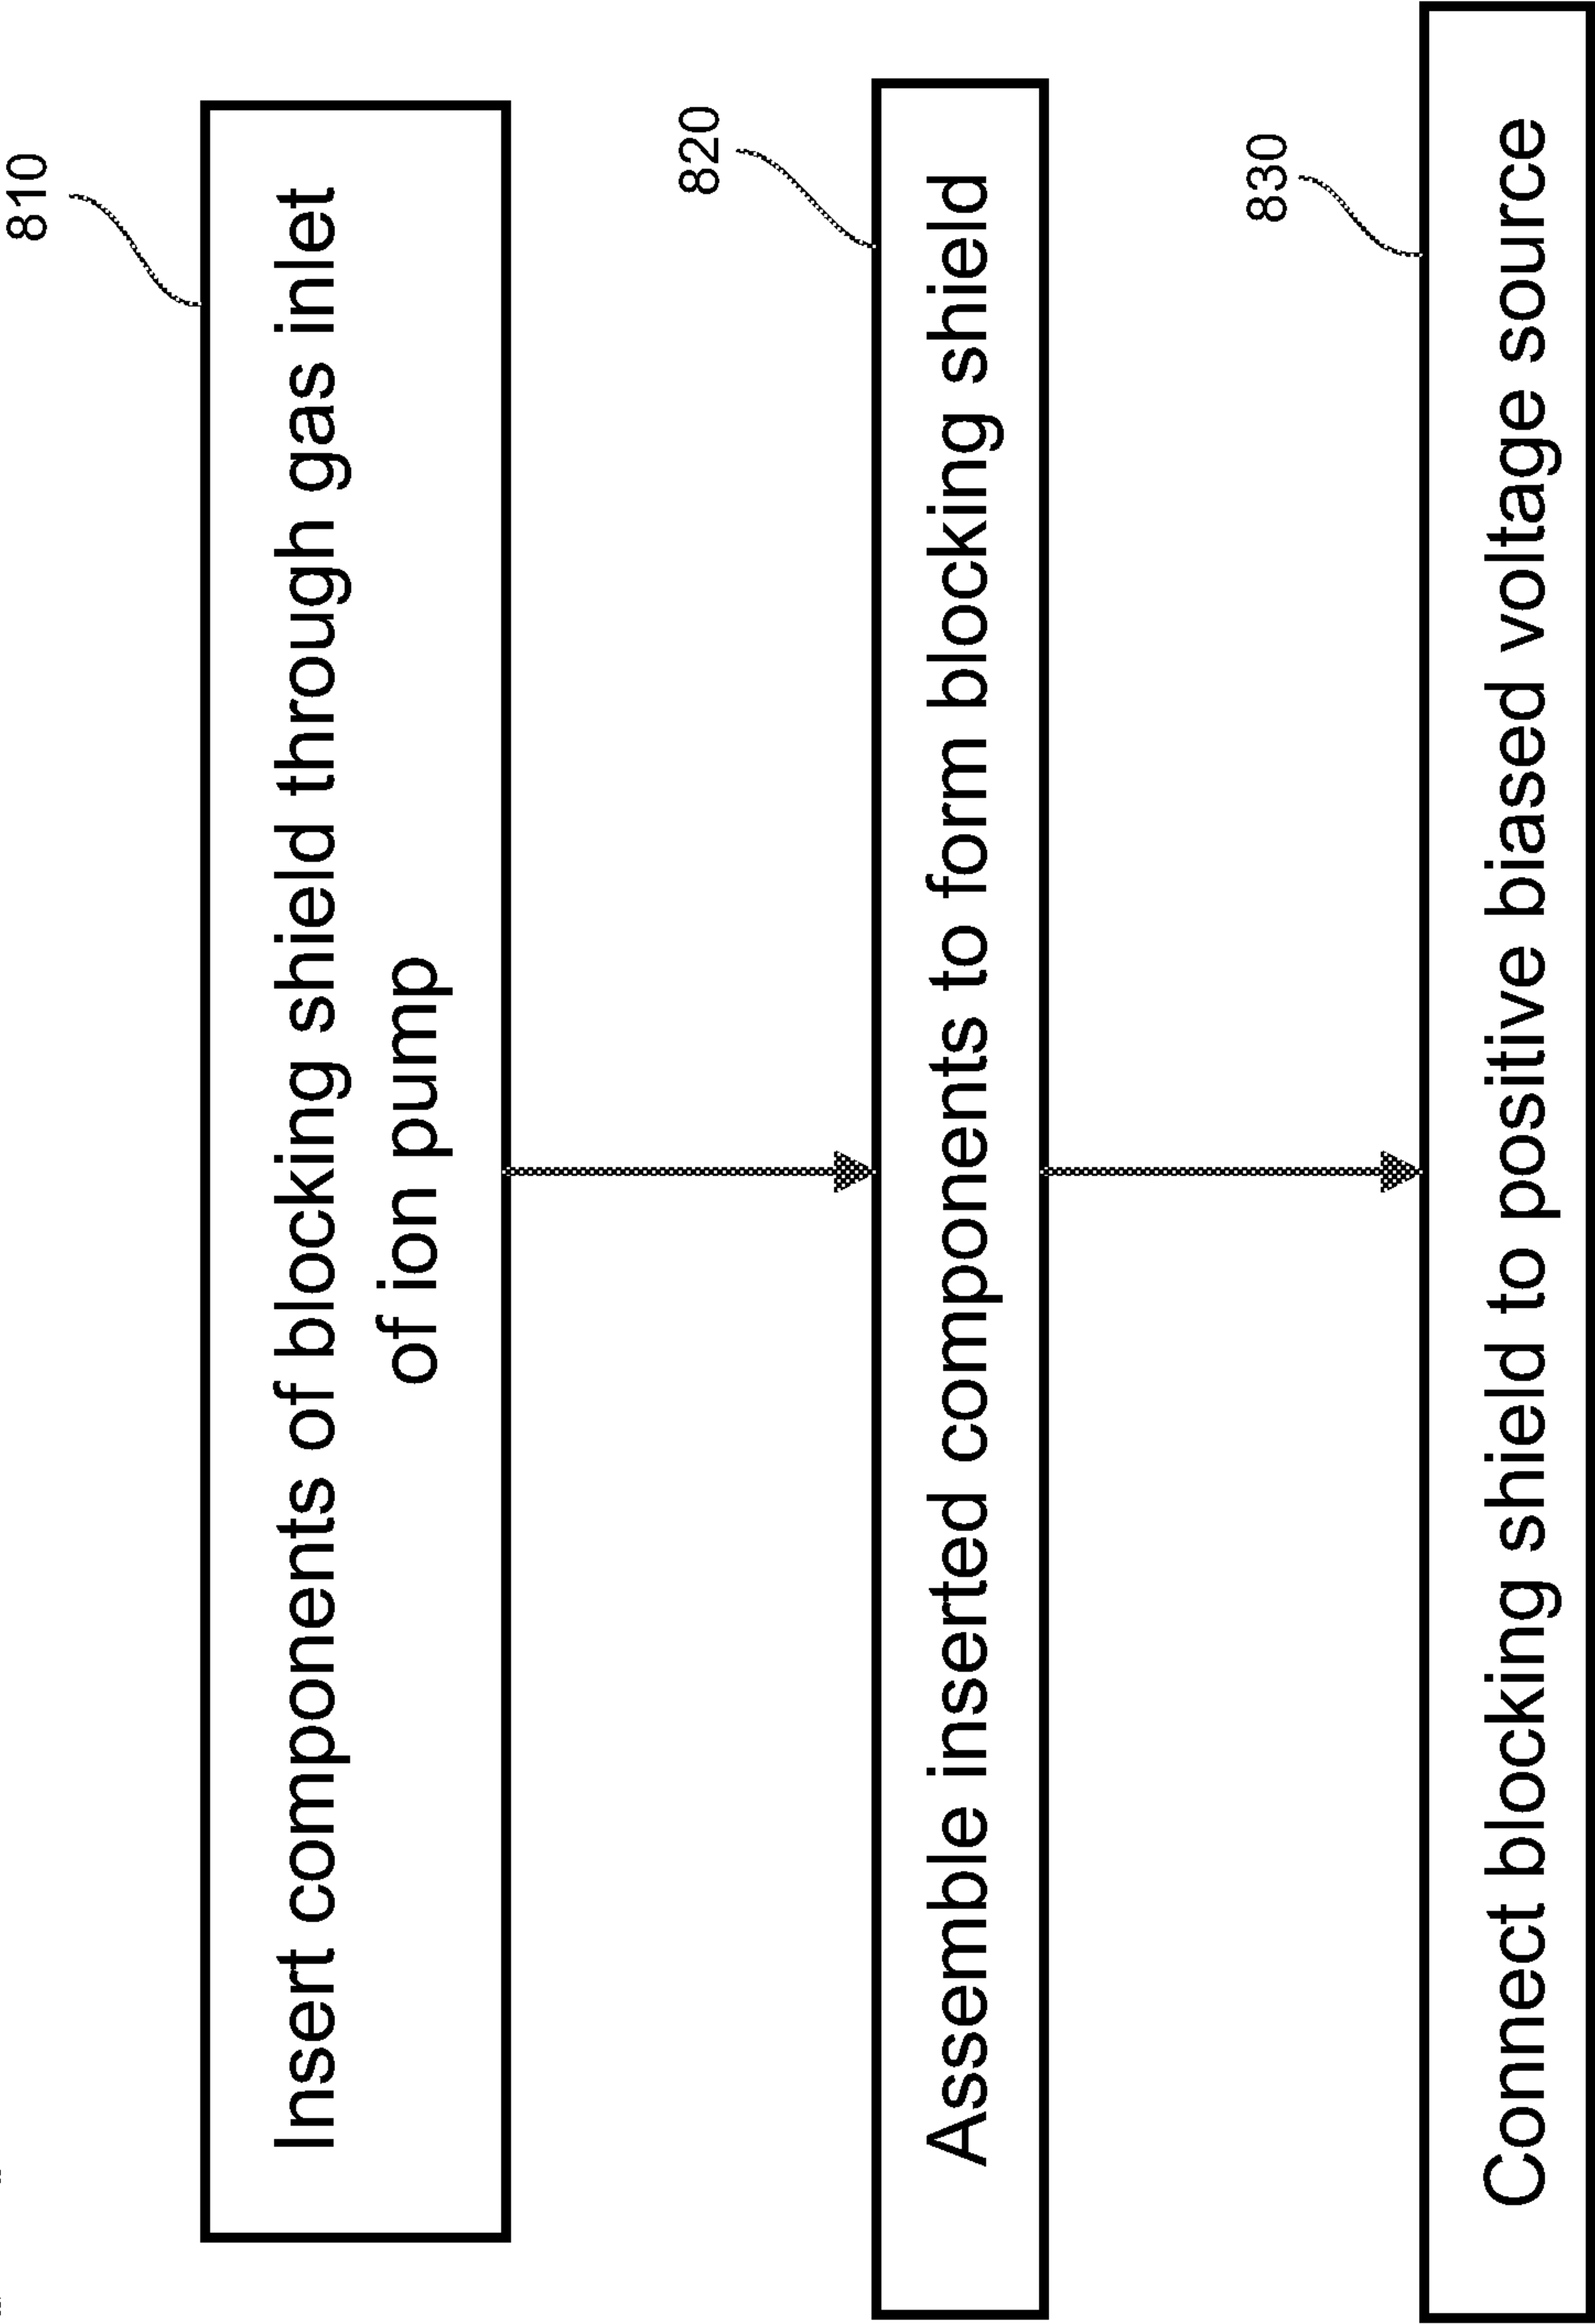 810
Insert components of blocking shield through gas inlet
of ion pump
820
Assemble inserted components to form blocking shield
830
Connect blocking shield to positive biased voltage source